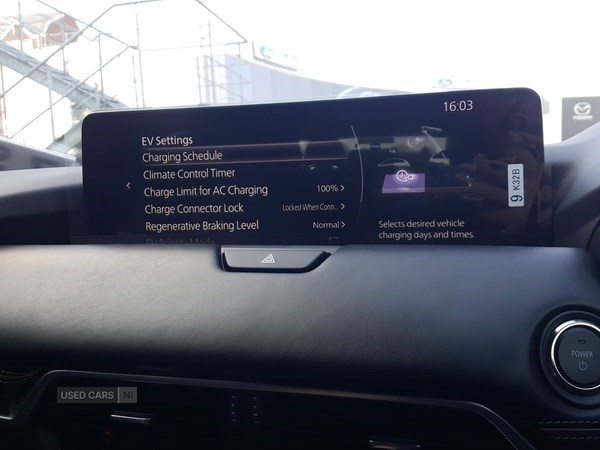 16:03
EV Settings
Charging Schedule
Climate Control Timer
Charge Limit for AC Charging 100%
Charge Connector Lock Locked When Conn...
Regenerative Braking Level Normal
Selects desired vehicle
charging days and times.
9 K32B
POWER
USED CARS NI